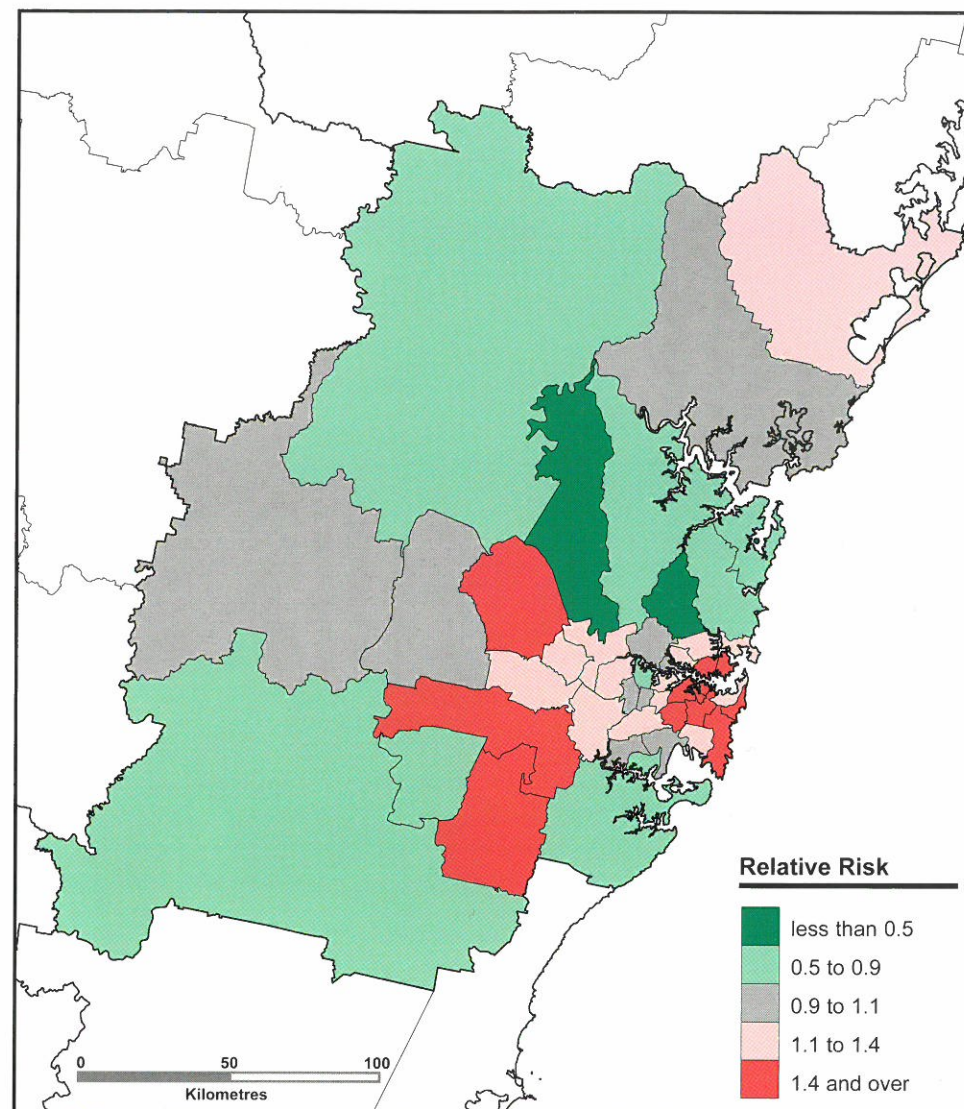 Relative Risk
less than 0.5
0.5 to 0.9
0.9 to 1.1
1.1 to 1.4
1.4 and over
0 50 100
Kilometres